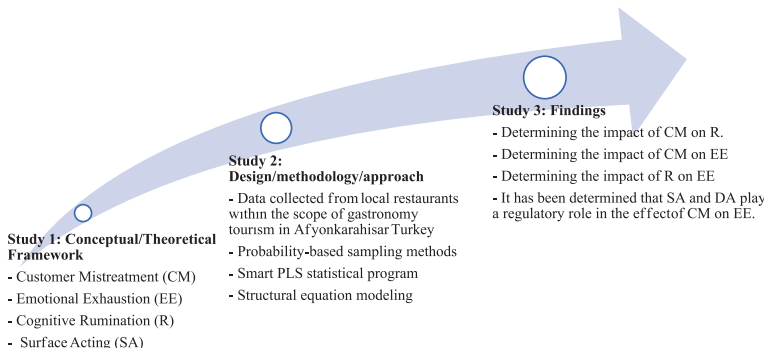 Study 1: Conceptual/Theoretical
Framework
- Customer Mistreatment (CM)
- Emotional Exhaustion (EE)
- Cognitive Rumination (R)
- Surface Acting (SA)
Study 2:
Design/methodology/approach
- Data collected from local restaurants
within the scope of gastronomy
tourism in Afyonkarahisar Turkey
- Probability-based sampling methods
- Smart PLS statistical program
- Structural equation modeling
Study 3: Findings
- Determining the impact of CM on R.
- Determining the impact of CM on EE
- Determining the impact of R on EE
- It has been determined that SA and DA play
a regulatory role in the effectof CM on EE.